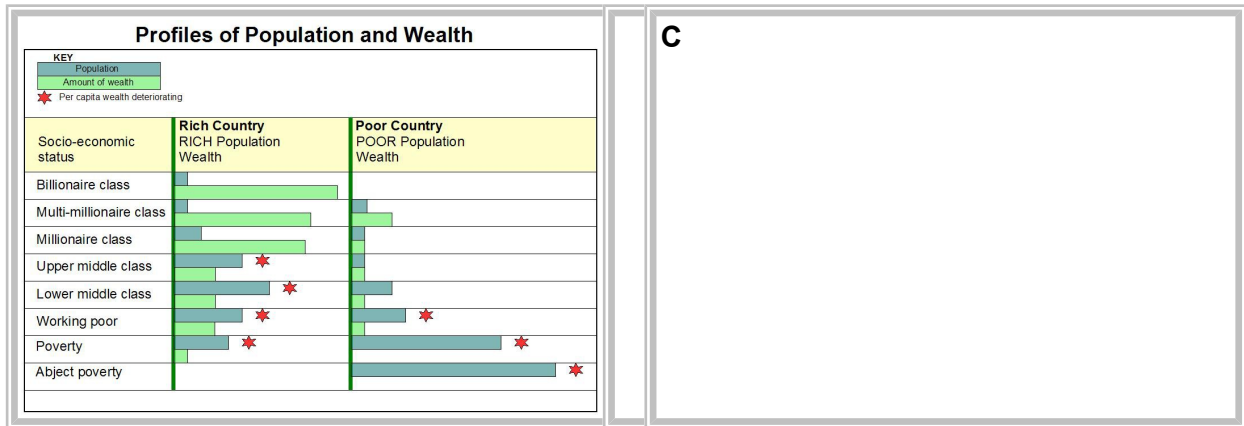 Profiles of Population and Wealth
KEY
Population
Amount of wealth
Per capita wealth deteriorating
Socio-economic
status
Rich Country
RICH Population
Wealth
Poor Country
POOR Population
Wealth
Billionaire class
Multi-millionaire class
Millionaire class
Upper middle class
Lower middle class
Working poor
Poverty
Abject poverty
C